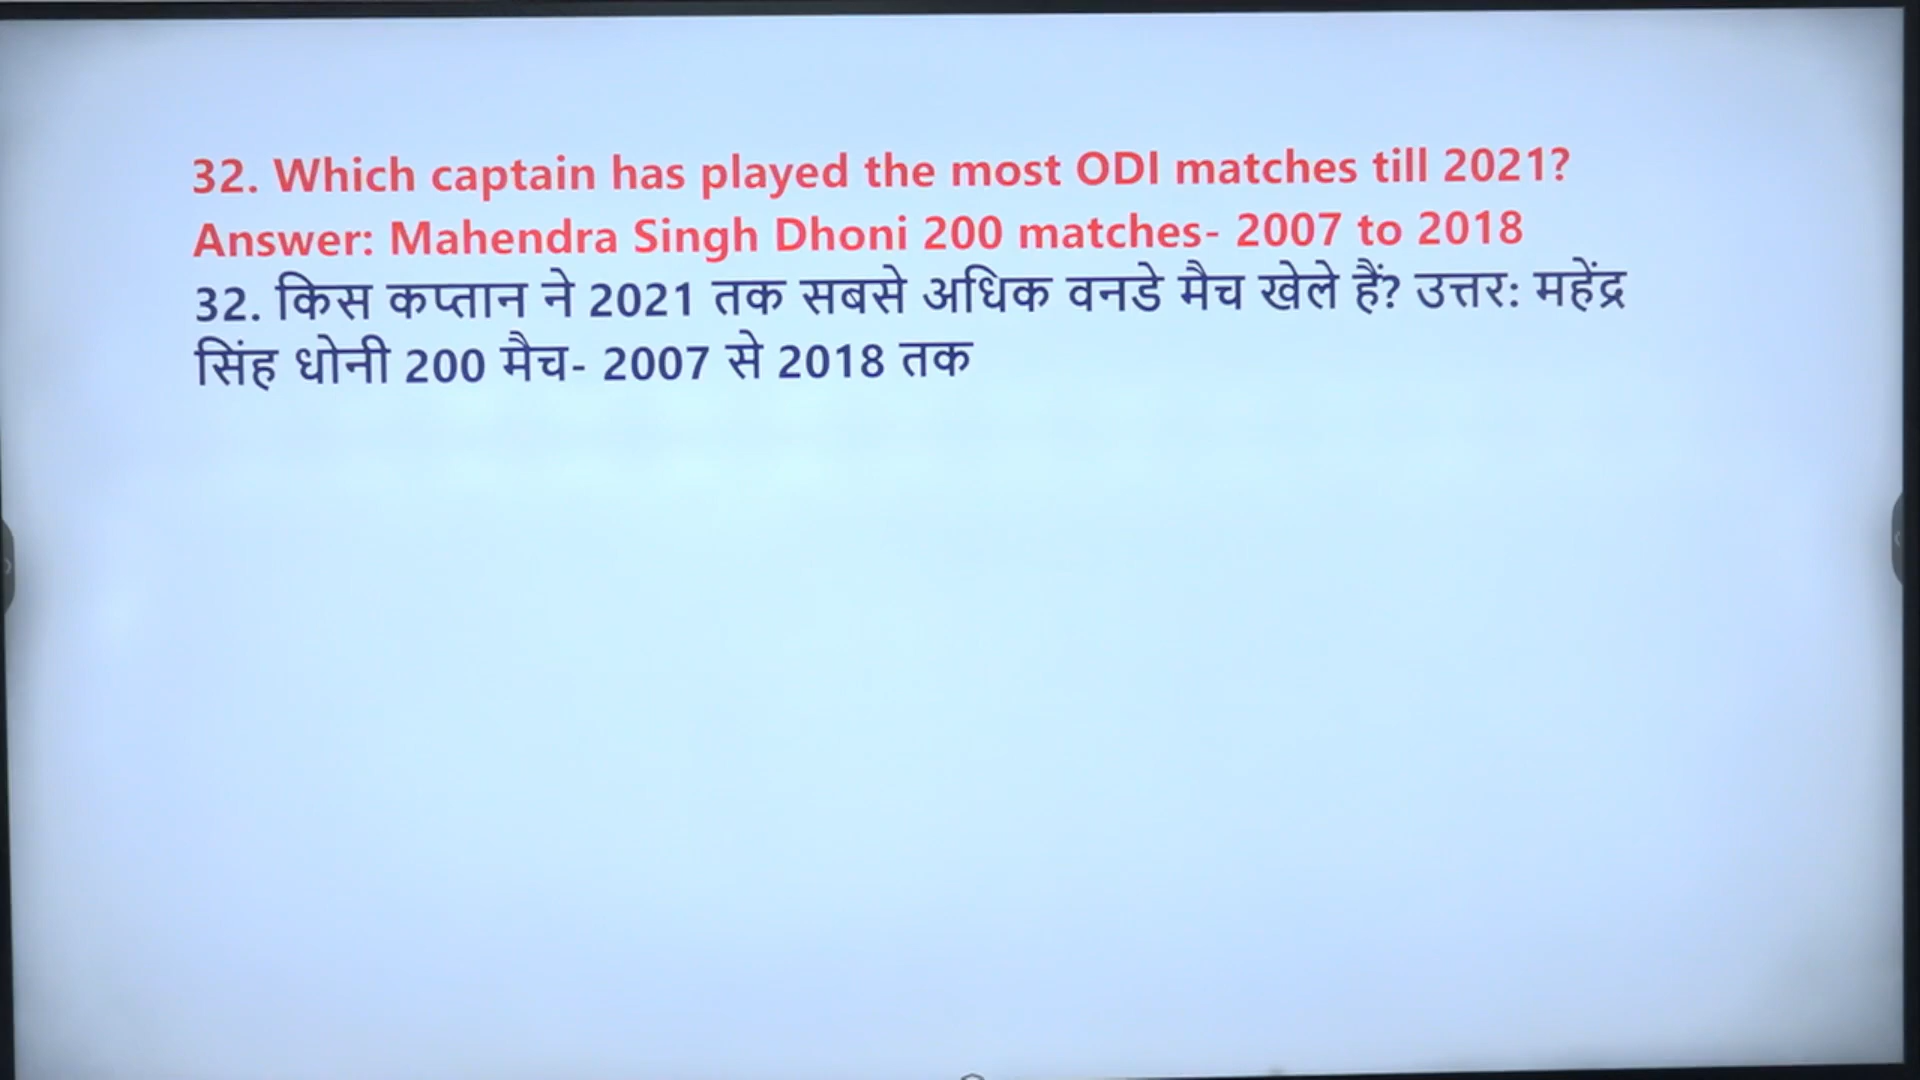 32. Which captain has played the most ODI matches till 2021?
Answer: Mahendra Singh Dhoni 200 matches- 2007 to 2018
32. किस कप्तान ने 2021 तक सबसे अधिक वनडे मैच खेले हैं? उत्तर: महेंद्र
सिंह धोनी 200 मैच- 2007 से 2018 तक